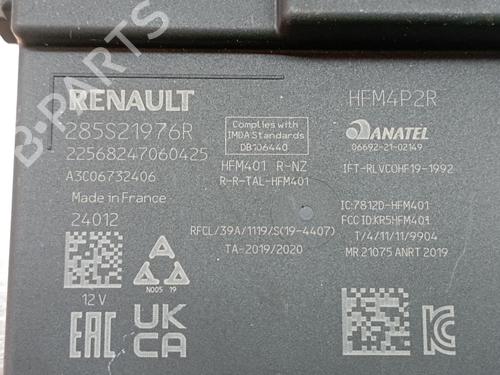 RENAULT
285S21976R
22568247060425
A3C06732406
Made in France
24012
12 V
Complies with
IMDA Standards
DB106440
HFM401 R-NZ
R-R-TAL-HFM401
RFCL/39A/1119/S(19-4407)
TA-2019/2020
N005 19
EAC
UK
CA
HFM4P2R
ANATEL
06692-21-02149
IFT-RLVCOHF19-1992
IC:7812D-HFM401
FCC ID:KR5HFM401
T/4/11/11/9904
MR 21075 ANRT 2019
B-PARTS